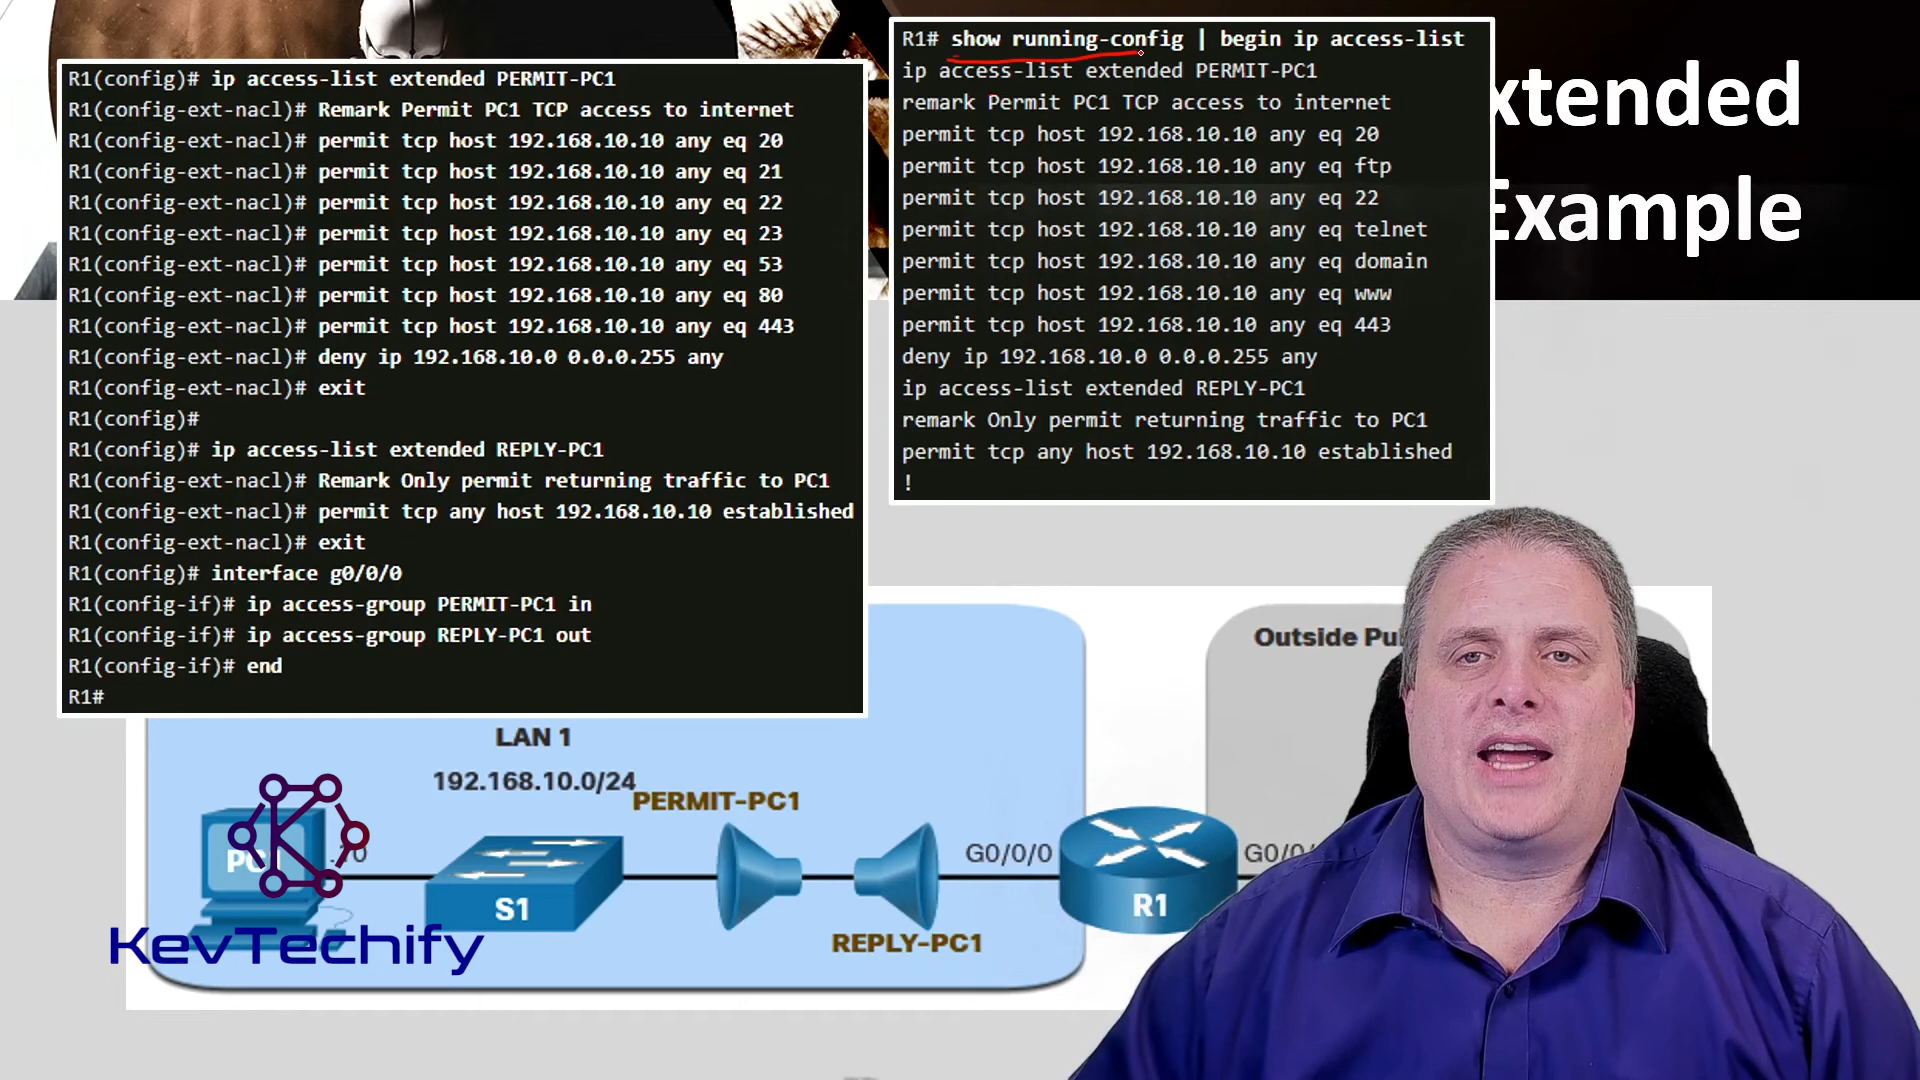 R1(config)# ip access-list extended PERMIT-PC1
R1(config-ext-nacl)# Remark Permit PC1 TCP access to internet
R1(config-ext-nacl)# permit tcp host 192.168.10.10 any eq 20
R1(config-ext-nacl)# permit tcp host 192.168.10.10 any eq 21
R1(config-ext-nacl)# permit tcp host 192.168.10.10 any eq 22
R1(config-ext-nacl)# permit tcp host 192.168.10.10 any eq 23
R1(config-ext-nacl)# permit tcp host 192.168.10.10 any eq 53
R1(config-ext-nacl)# permit tcp host 192.168.10.10 any eq 80
R1(config-ext-nacl)# permit tcp host 192.168.10.10 any eq 443
R1(config-ext-nacl)# deny ip 192.168.10.0 0.0.0.255 any
R1(config-ext-nacl)# exit
R1(config)#
R1(config)# ip access-list extended REPLY-PC1
R1(config-ext-nacl)# Remark Only permit returning traffic to PC1
R1(config-ext-nacl)# permit tcp any host 192.168.10.10 established
R1(config-ext-nacl)# exit
R1(config)# interface g0/0/0
R1(config-if)# ip access-group PERMIT-PC1 in
R1(config-if)# ip access-group REPLY-PC1 out
R1(config-if)# end
R1#
R1# show running-config | begin ip access-list
ip access-list extended PERMIT-PC1
remark Permit PC1 TCP access to internet
permit tcp host 192.168.10.10 any eq 20
permit tcp host 192.168.10.10 any eq ftp
permit tcp host 192.168.10.10 any eq 22
permit tcp host 192.168.10.10 any eq telnet
permit tcp host 192.168.10.10 any eq domain
permit tcp host 192.168.10.10 any eq www
permit tcp host 192.168.10.10 any eq 443
deny ip 192.168.10.0 0.0.0.255 any
ip access-list extended REPLY-PC1
remark Only permit returning traffic to PC1
permit tcp any host 192.168.10.10 established
!
xtended
Example
Outside Pu
LAN 1
192.168.10.0/24
PERMIT-PC1
G0/0/0
G0/0/
S1
R1
REPLY-PC1
KevTechify